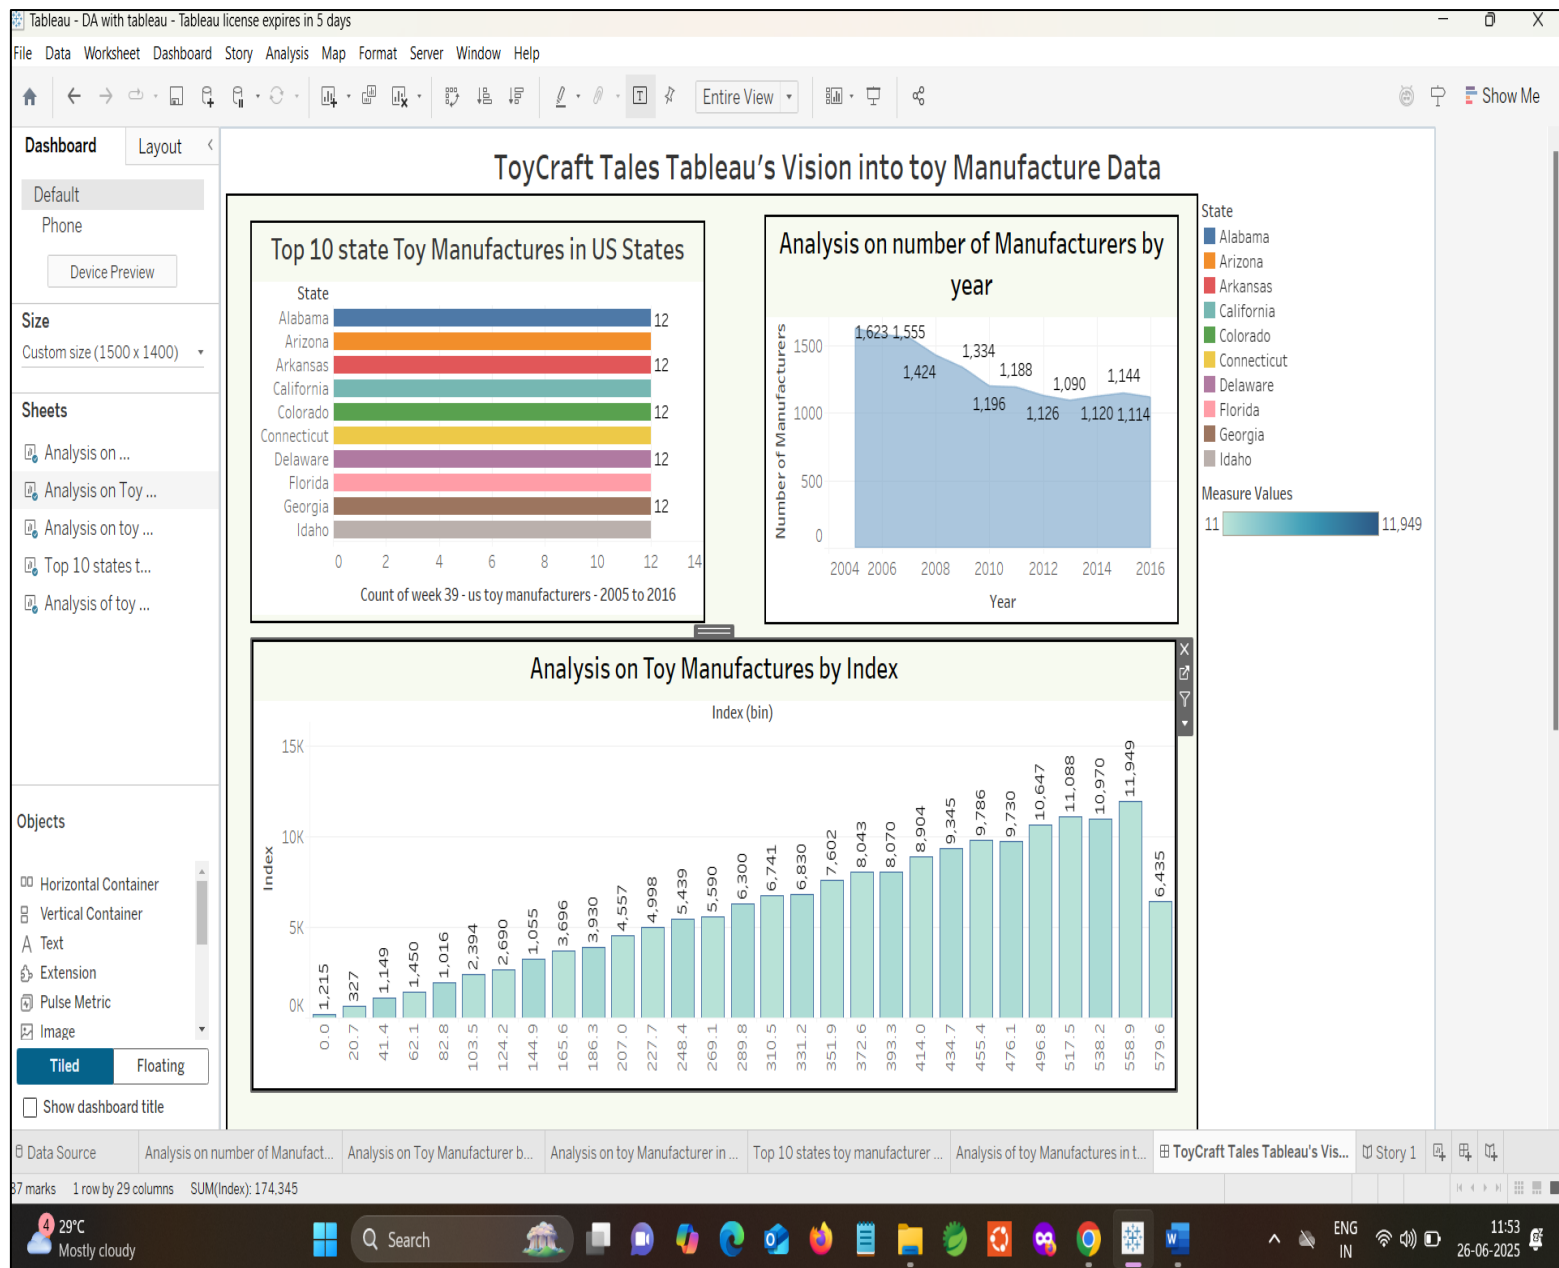 Tableau - DA with tableau - Tableau license expires in 5 days
File Data Worksheet Dashboard Story Analysis Map Format Server Window Help
Entire View
Show Me
Dashboard Layout
Default
Phone
Device Preview
Size
Custom size (1500 x 1400)
Sheets
Analysis on ...
Analysis on Toy ...
Analysis on toy ...
Top 10 states t...
Analysis of toy ...
Objects
Horizontal Container
Vertical Container
Text
Extension
Pulse Metric
Image
Tiled Floating
Show dashboard title
ToyCraft Tales Tableau's Vision into toy Manufacture Data
Top 10 state Toy Manufactures in US States
State
Alabama 12
Arizona
Arkansas 12
California
Colorado 12
Connecticut
Delaware 12
Florida
Georgia 12
Idaho
0 2 4 6 8 10 12 14
Count of week 39 - us toy manufacturers - 2005 to 2016
Analysis on number of Manufacturers by
year
Number of Manufacturers
1500
1000
500
0
1,623 1,555
1,424
1,334
1,196
1,188
1,126
1,090
1,120
1,144
1,114
2004 2006 2008 2010 2012 2014 2016
Year
State
Alabama
Arizona
Arkansas
California
Colorado
Connecticut
Delaware
Florida
Georgia
Idaho
Measure Values
11 11,949
Analysis on Toy Manufactures by Index
Index (bin)
Index
15K
10K
5K
0K
1,215 327 1,149 1,450 1,016 2,394 2,690 1,055 3,696 3,930 4,557 4,998 5,439 5,590 6,300 6,741 6,830 7,602 8,043 8,070 8,904 9,345 9,786 9,730 10,647 11,088 10,970 11,949 6,435
0.0 20.7 41.4 62.1 82.8 103.5 124.2 144.9 165.6 186.3 207.0 227.7 248.4 269.1 289.8 310.5 331.2 351.9 372.6 393.3 414.0 434.7 455.4 476.1 496.8 517.5 538.2 558.9 579.6
Data Source Analysis on number of Manufact... Analysis on Toy Manufacturer b... Analysis on toy Manufacturer in ... Top 10 states toy manufacturer ... Analysis of toy Manufactures in t... ToyCraft Tales Tableau's Vis... Story 1
37 marks 1 row by 29 columns SUM(Index): 174,345
4
29°C
Mostly cloudy
Search
ENG
IN
11:53
26-06-2025